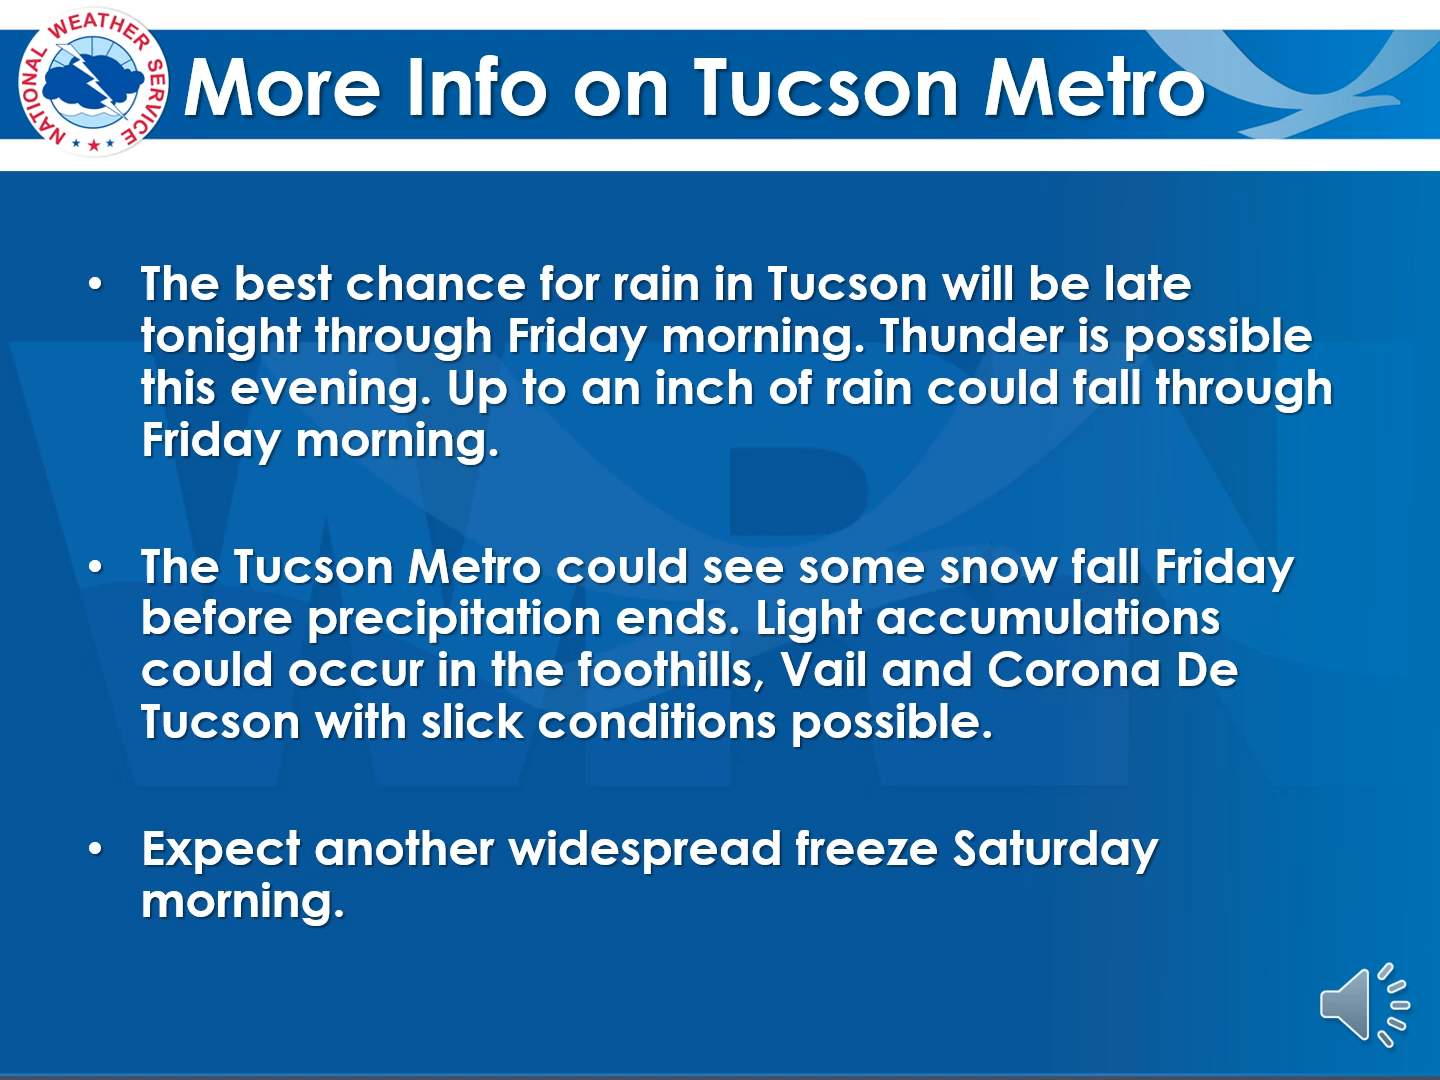 NATIONAL WEATHER SERVICE
More Info on Tucson Metro
• The best chance for rain in Tucson will be late
tonight through Friday morning. Thunder is possible
this evening. Up to an inch of rain could fall through
Friday morning.
• The Tucson Metro could see some snow fall Friday
before precipitation ends. Light accumulations
could occur in the foothills, Vail and Corona De
Tucson with slick conditions possible.
• Expect another widespread freeze Saturday
morning.
WRN